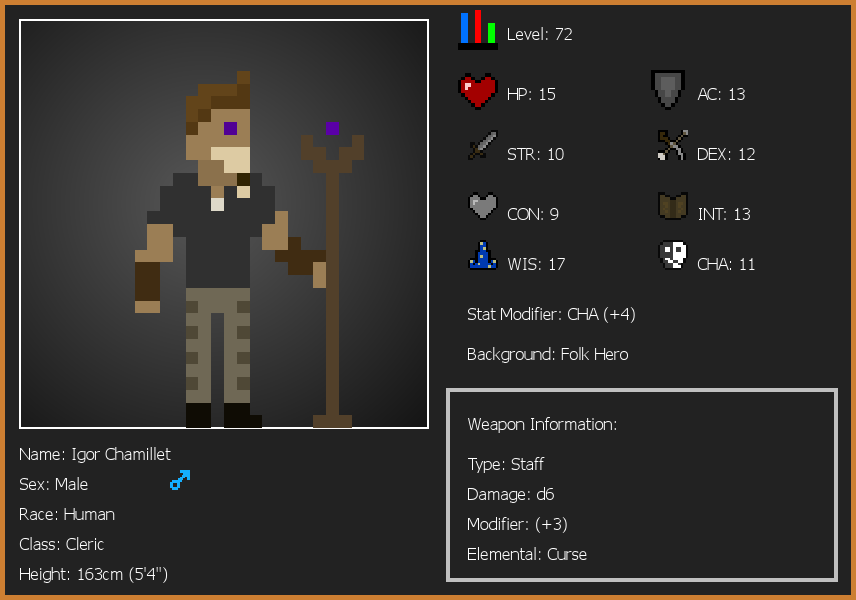 Level: 72
HP: 15
AC: 13
STR: 10
DEX: 12
CON: 9
INT: 13
WIS: 17
CHA: 11
Stat Modifier: CHA (+4)
Background: Folk Hero
Weapon Information:
Type: Staff
Damage: d6
Modifier: (+3)
Elemental: Curse
Name: Igor Chamillet
Sex: Male
Race: Human
Class: Cleric
Height: 163cm (5'4")